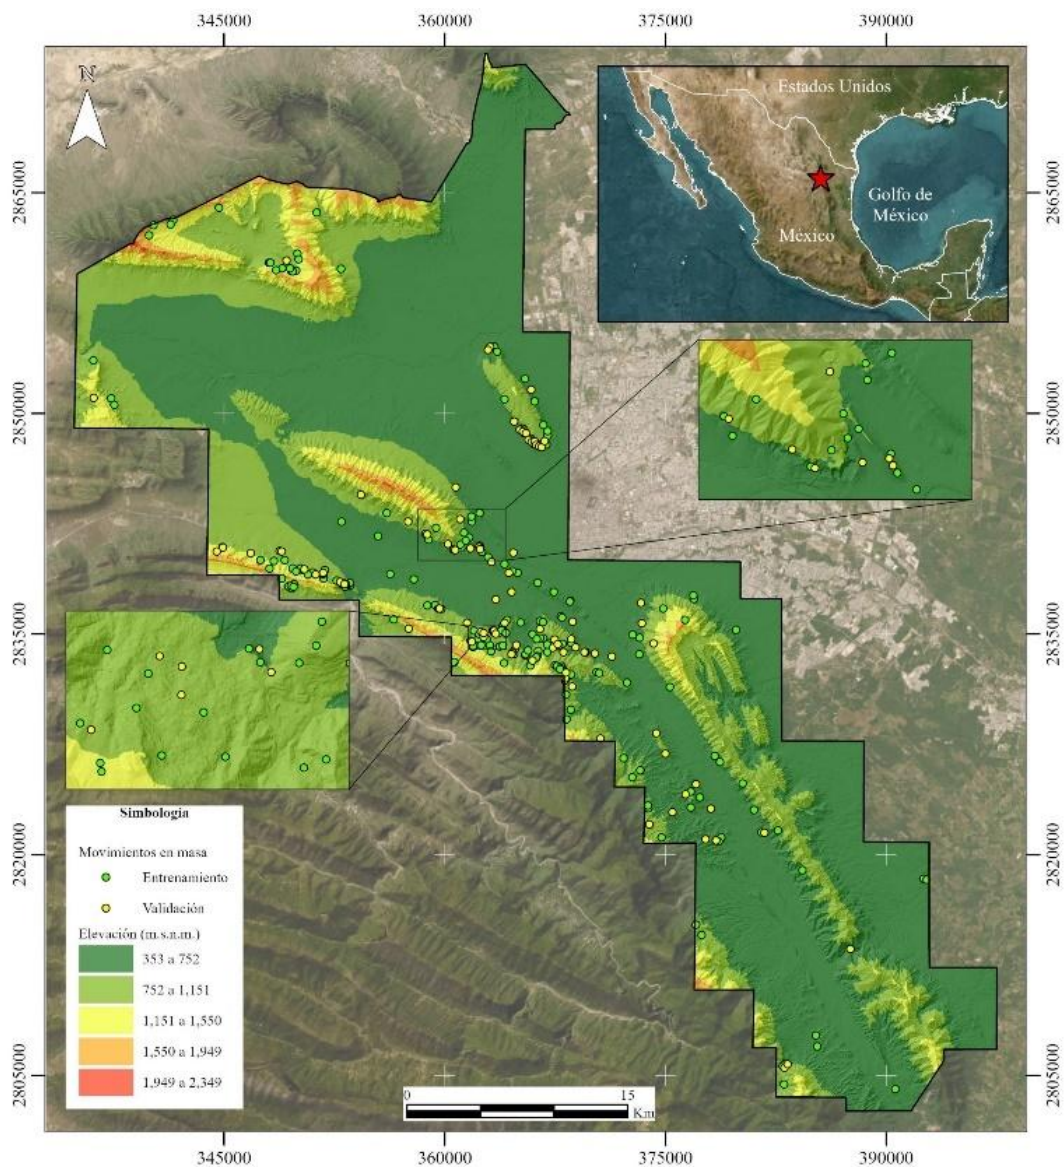 345000
360000
375000
390000
N
Estados Unidos
Golfo de
México
México
2865000
2865000
2850000
2850000
2835000
2835000
2820000
2820000
2805000
2805000
Simbología
Movimientos en masa
Entrenamiento
Validación
Elevación (m.s.n.m.)
353 a 752
752 a 1,151
1,151 a 1,550
1,550 a 1,949
1,949 a 2,349
0
15
Km
345000
360000
375000
390000